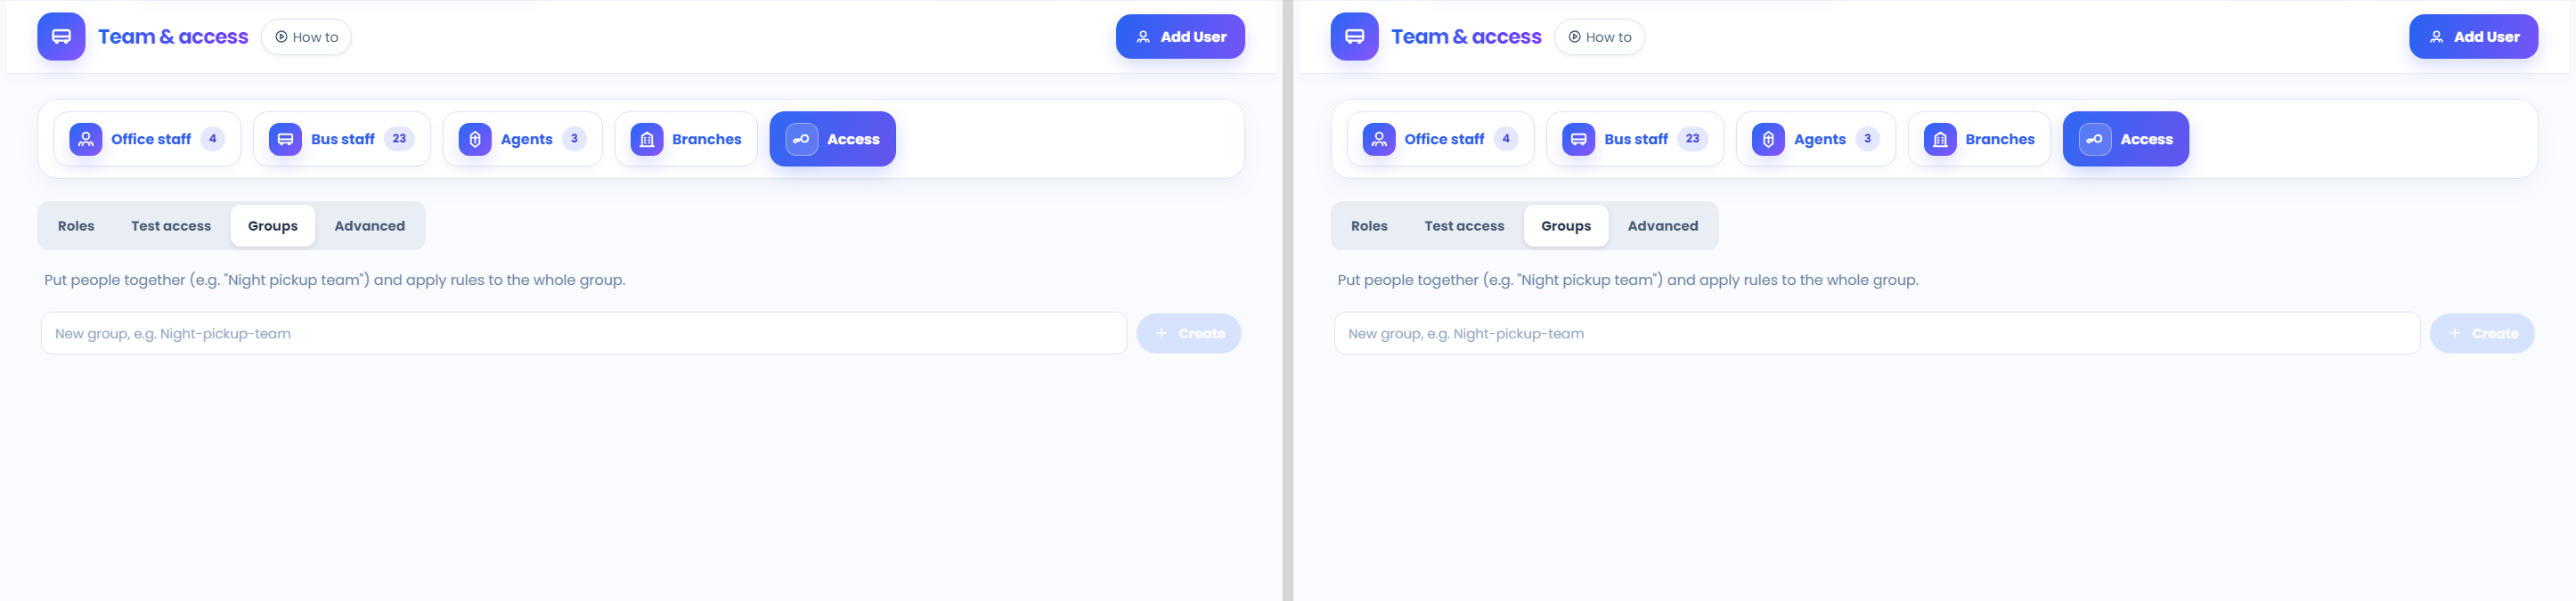 Team & access
How to
Add User
Office staff 4
Bus staff 23
Agents 3
Branches
Access
Roles
Test access
Groups
Advanced
Put people together (e.g. "Night pickup team") and apply rules to the whole group.
New group, e.g. Night-pickup-team
+ Create
Team & access
How to
Add User
Office staff 4
Bus staff 23
Agents 3
Branches
Access
Roles
Test access
Groups
Advanced
Put people together (e.g. "Night pickup team") and apply rules to the whole group.
New group, e.g. Night-pickup-team
+ Create